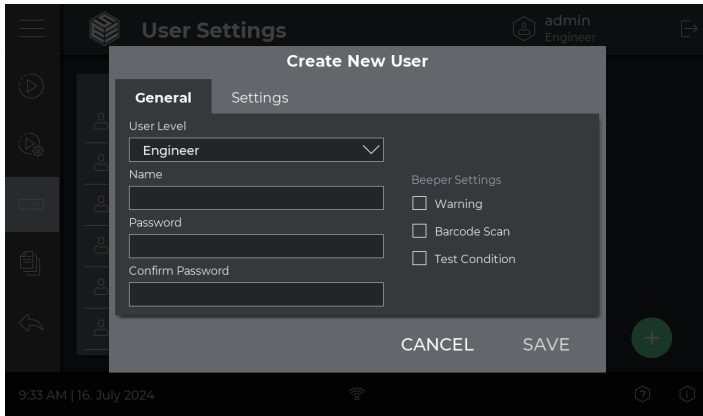 User Settings
admin
Engineer
Create New User
General
Settings
User Level
Engineer
Name
Password
Confirm Password
Beeper Settings
Warning
Barcode Scan
Test Condition
CANCEL
SAVE
9:33 AM | 16. July 2024